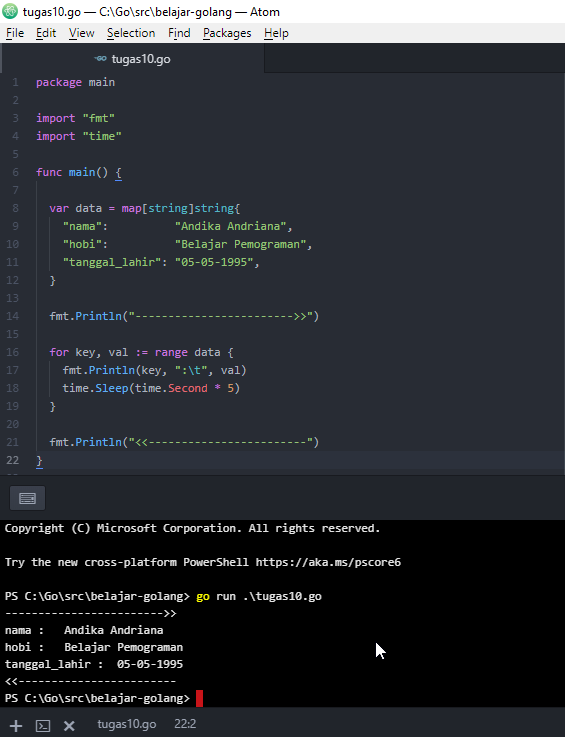 tugas10.go — C:\Go\src\belajar-golang — Atom
File Edit View Selection Find Packages Help
tugas10.go
1 package main
2
3 import "fmt"
4 import "time"
5
6 func main() {
7
8 var data = map[string]string{
9 "nama": "Andika Andriana",
10 "hobi": "Belajar Pemograman",
11 "tanggal_lahir": "05-05-1995",
12 }
13
14 fmt.Println("------------------------>>")
15
16 for key, val := range data {
17 fmt.Println(key, ":\t", val)
18 time.Sleep(time.Second * 5)
19 }
20
21 fmt.Println("<<------------------------")
22 }
Copyright (C) Microsoft Corporation. All rights reserved.
Try the new cross-platform PowerShell https://aka.ms/pscore6
PS C:\Go\src\belajar-golang> go run .\tugas10.go
------------------------>>
nama : Andika Andriana
hobi : Belajar Pemograman
tanggal_lahir : 05-05-1995
<<------------------------
PS C:\Go\src\belajar-golang>
tugas10.go 22:2